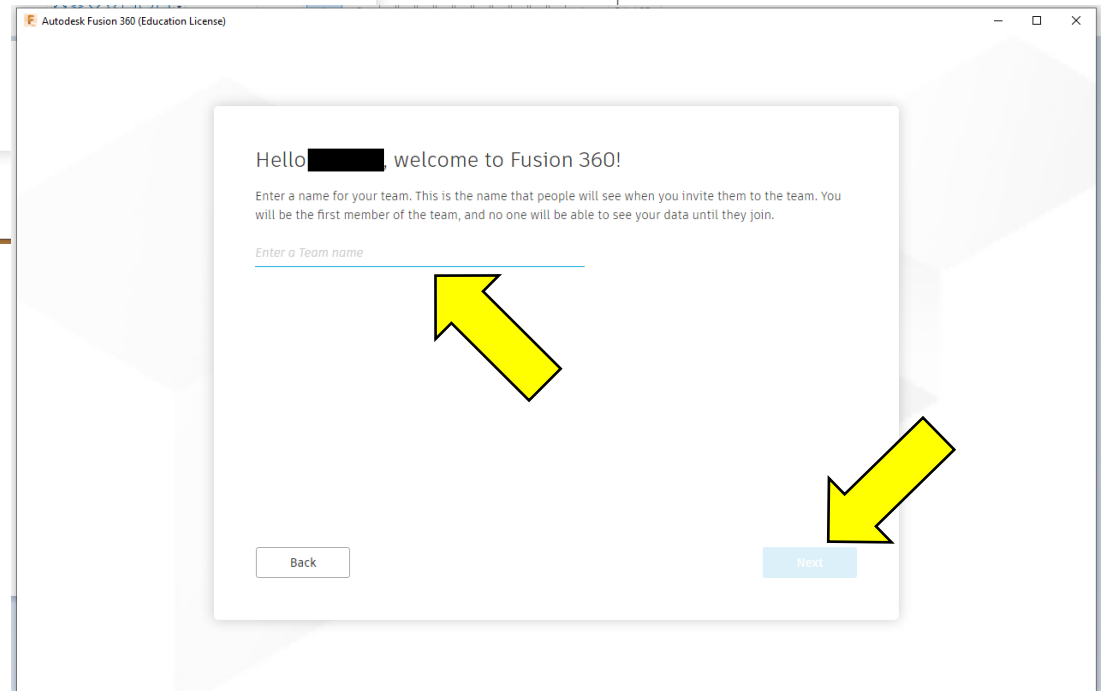 Autodesk Fusion 360 (Education License)
Hello , welcome to Fusion 360!
Enter a name for your team. This is the name that people will see when you invite them to the team. You
will be the first member of the team, and no one will be able to see your data until they join.
Enter a Team name
Back
Next